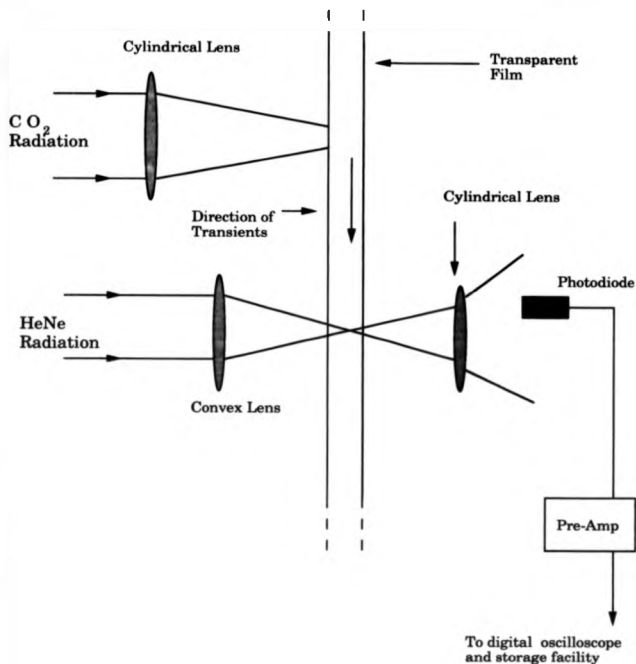 Cylindrical Lens
Transparent
Film
C O2
Radiation
Cylindrical Lens
Direction of
Transients
Photodiode
HeNe
Radiation
Convex Lens
Pre-Amp
To digital oscilloscope
and storage facility